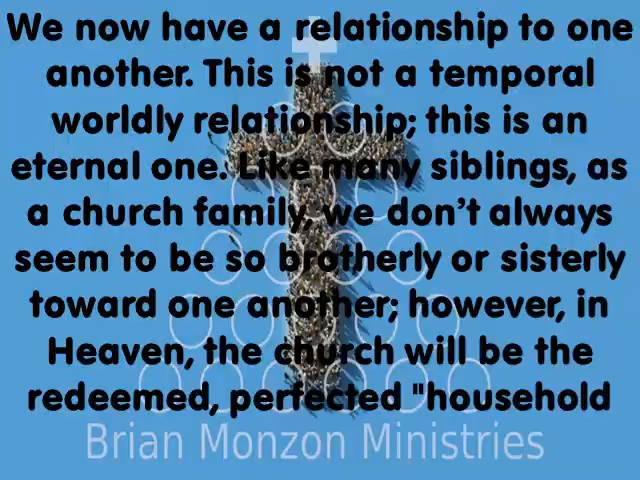 We now have a relationship to one
another. This is not a temporal
worldly relationship; this is an
eternal one. Like many siblings, as
a church family, we don’t always
seem to be so brotherly or sisterly
toward one another; however, in
Heaven, the church will be the
redeemed, perfected "household
Brian Monzon Ministries